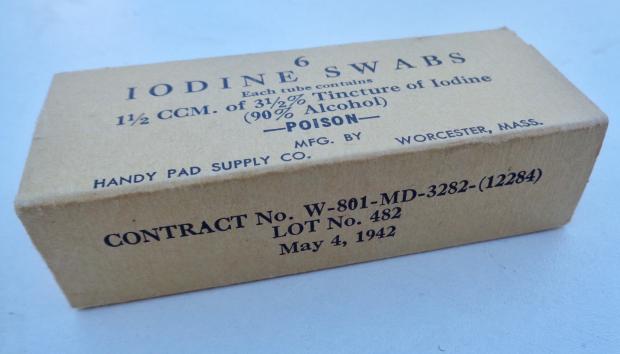 6
IODINE SWABS
Each tube contains
1½ CCM. of 3½% Tincture of Iodine
(90% Alcohol)
—POISON—
MFG. BY
HANDY PAD SUPPLY CO. WORCESTER, MASS.
CONTRACT No. W-801-MD-3282-(12284)
LOT No. 482
May 4, 1942